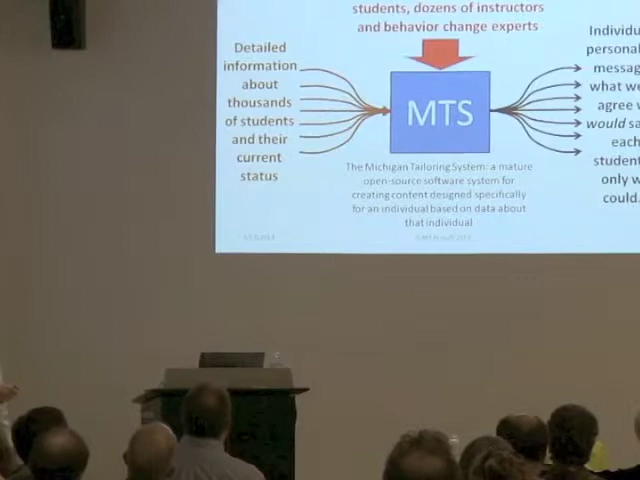 students, dozens of instructors
and behavior change experts
Detailed
information
about
thousands
of students
and their
current
status
MTS
The Michigan Tailoring System: a mature
open-source software system for
creating content designed specifically
for an individual based on data about
that individual
Individu
personal
messag
what we
agree w
would sa
each
student
only w
could.